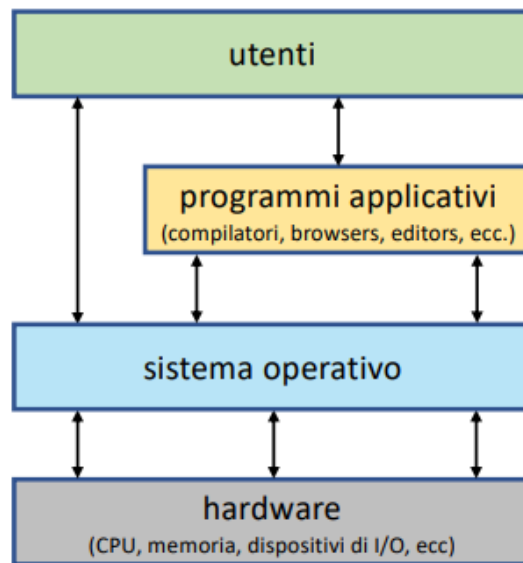 utenti
programmi applicativi
(compilatori, browsers, editors, ecc.)
sistema operativo
hardware
(CPU, memoria, dispositivi di I/O, ecc)